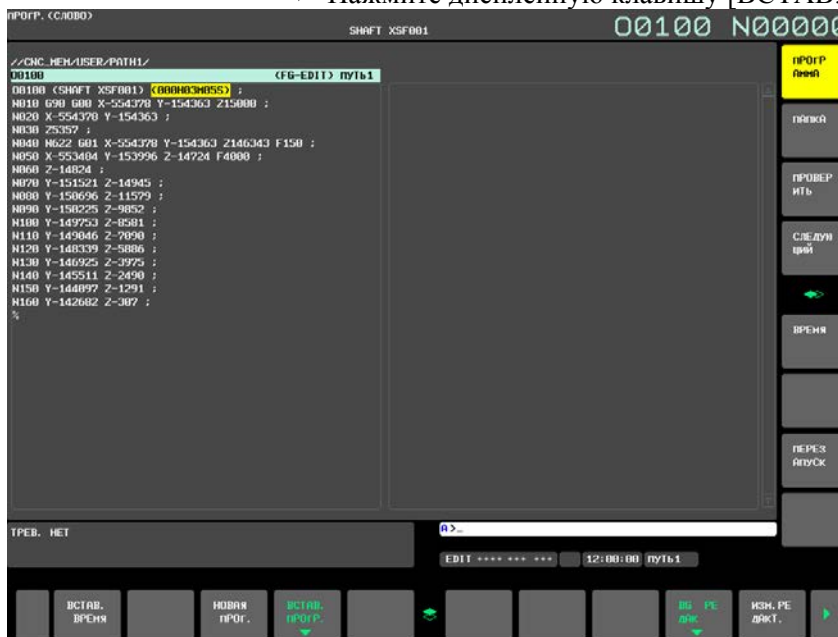 Нажмите дисплейную клавишу [ВСТАВ.
ПРОГР. (СЛОВО)
SHAFT XSF001
O0100 N00000
//CNC_MEM/USER/PATH1/
O0100 (FG-EDIT) ПУТЬ1
O0100 (SHAFT XSF001) (000H03M05S) ;
N010 G90 G00 X-554378 Y-154363 Z15000 ;
N020 X-554370 Y-154363 ;
N030 Z5357 ;
N040 N622 G01 X-554378 Y-154363 Z146343 F150 ;
N050 X-553404 Y-153996 Z-14724 F4000 ;
N060 Z-14824 ;
N070 Y-151521 Z-14945 ;
N080 Y-150696 Z-11579 ;
N090 Y-150225 Z-9852 ;
N100 Y-149753 Z-8581 ;
N110 Y-149046 Z-7090 ;
N120 Y-148339 Z-5806 ;
N130 Y-146925 Z-3975 ;
N140 Y-145511 Z-2490 ;
N150 Y-144097 Z-1291 ;
N160 Y-142682 Z-307 ;
%
ПРОГР
АММА
ПАПКА
ПРОВЕР
ИТЬ
СЛЕДУЮ
ЩИЙ
ВРЕМЯ
ПЕРЕЗ
АПУСК
ТРЕВ. НЕТ
A>_
EDIT **** *** *** 12:00:00 ПУТЬ1
ВСТАВ.
ВРЕМЯ
НОВАЯ
ПРОГ.
ВСТАВ.
ПРОГР.
BG РЕ
ДАК.
ИЗМ.РЕ
ДАКТ.